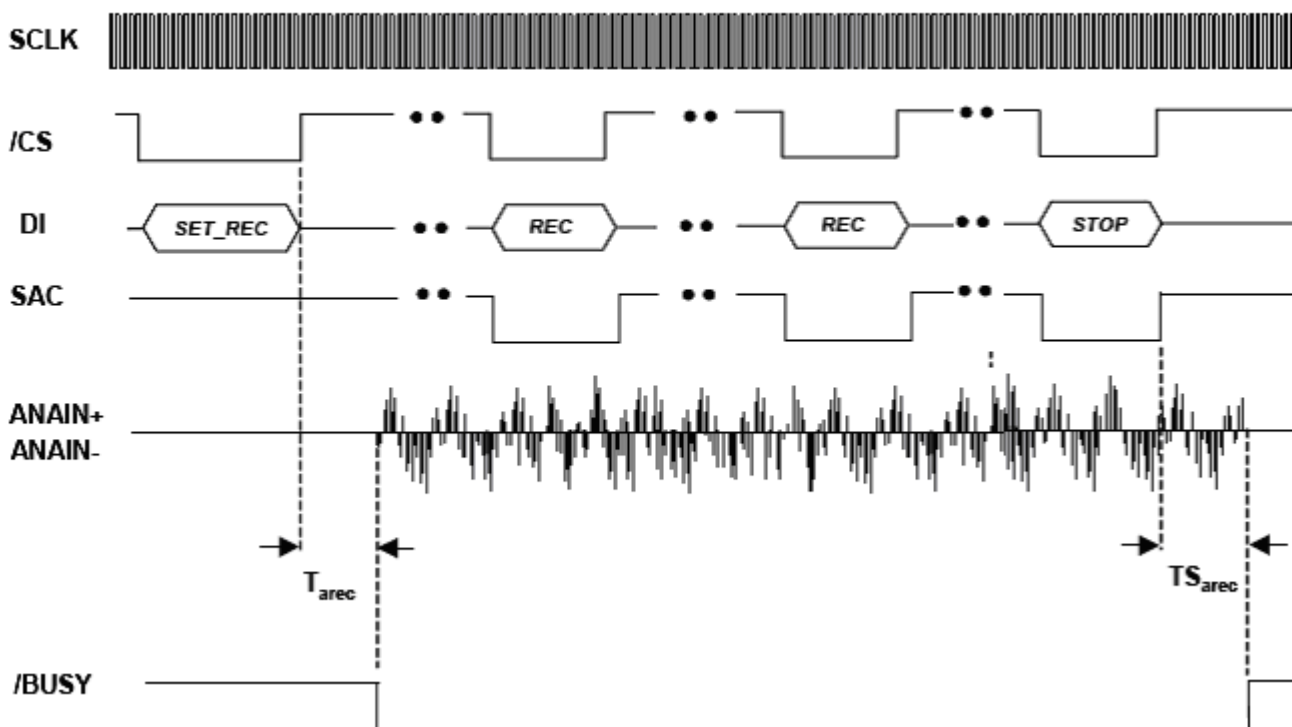 SCLK
/CS
DI
SET_REC
REC
REC
STOP
SAC
ANAIN+
ANAIN-
Tarec
TSarec
/BUSY